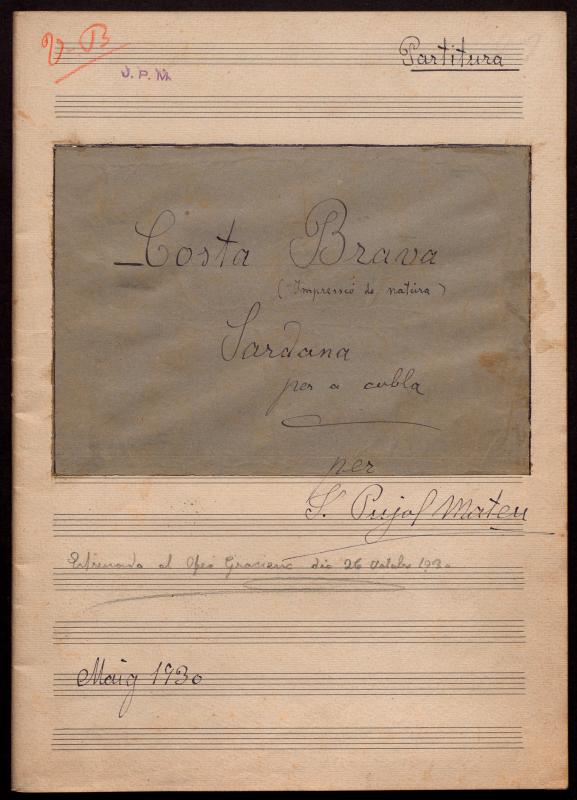 V-B
J. P. M.
Partitura
Costa Brava
(Impressió de natura)
Sardana
per a cobla
per
J. Pujol Mateu
Estrenada al Orfeó Gracienc dia 26 Octubre 1930
Maig 1930